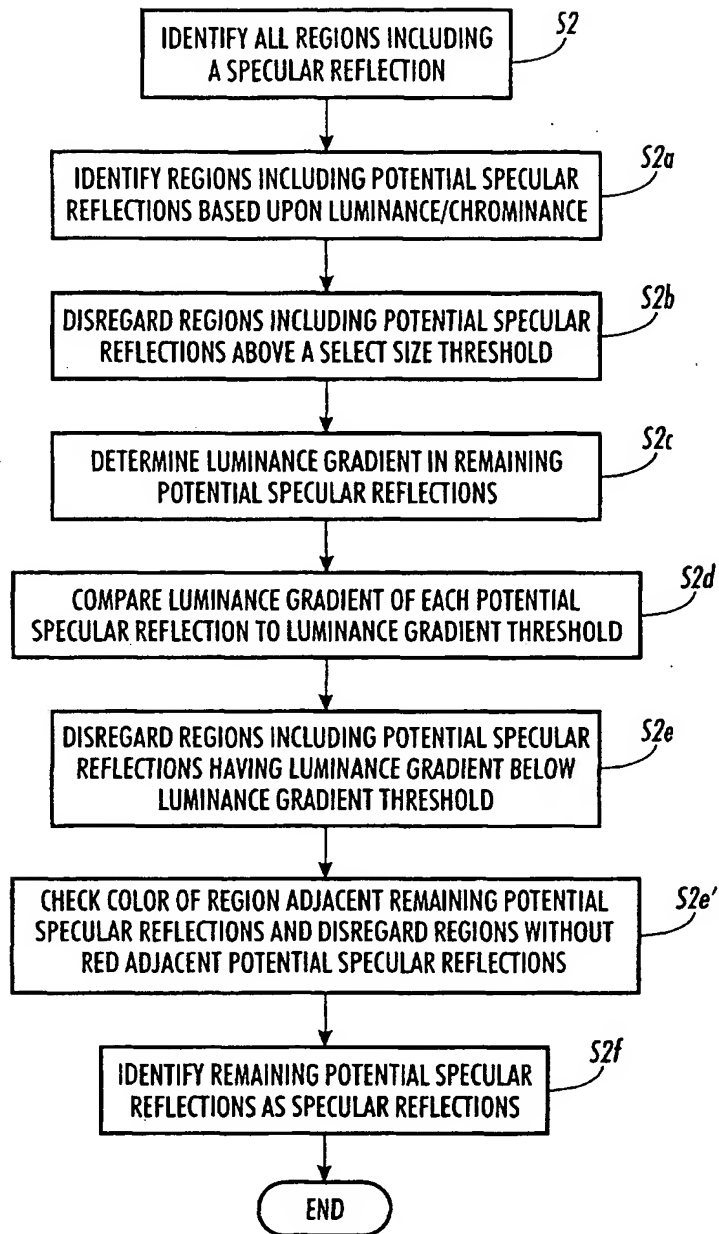 S2
IDENTIFY ALL REGIONS INCLUDING
A SPECULAR REFLECTION
S2a
IDENTIFY REGIONS INCLUDING POTENTIAL SPECULAR
REFLECTIONS BASED UPON LUMINANCE/CHROMINANCE
S2b
DISREGARD REGIONS INCLUDING POTENTIAL SPECULAR
REFLECTIONS ABOVE A SELECT SIZE THRESHOLD
S2c
DETERMINE LUMINANCE GRADIENT IN REMAINING
POTENTIAL SPECULAR REFLECTIONS
S2d
COMPARE LUMINANCE GRADIENT OF EACH POTENTIAL
SPECULAR REFLECTION TO LUMINANCE GRADIENT THRESHOLD
S2e
DISREGARD REGIONS INCLUDING POTENTIAL SPECULAR
REFLECTIONS HAVING LUMINANCE GRADIENT BELOW
LUMINANCE GRADIENT THRESHOLD
S2e'
CHECK COLOR OF REGION ADJACENT REMAINING POTENTIAL
SPECULAR REFLECTIONS AND DISREGARD REGIONS WITHOUT
RED ADJACENT POTENTIAL SPECULAR REFLECTIONS
S2f
IDENTIFY REMAINING POTENTIAL SPECULAR
REFLECTIONS AS SPECULAR REFLECTIONS
END